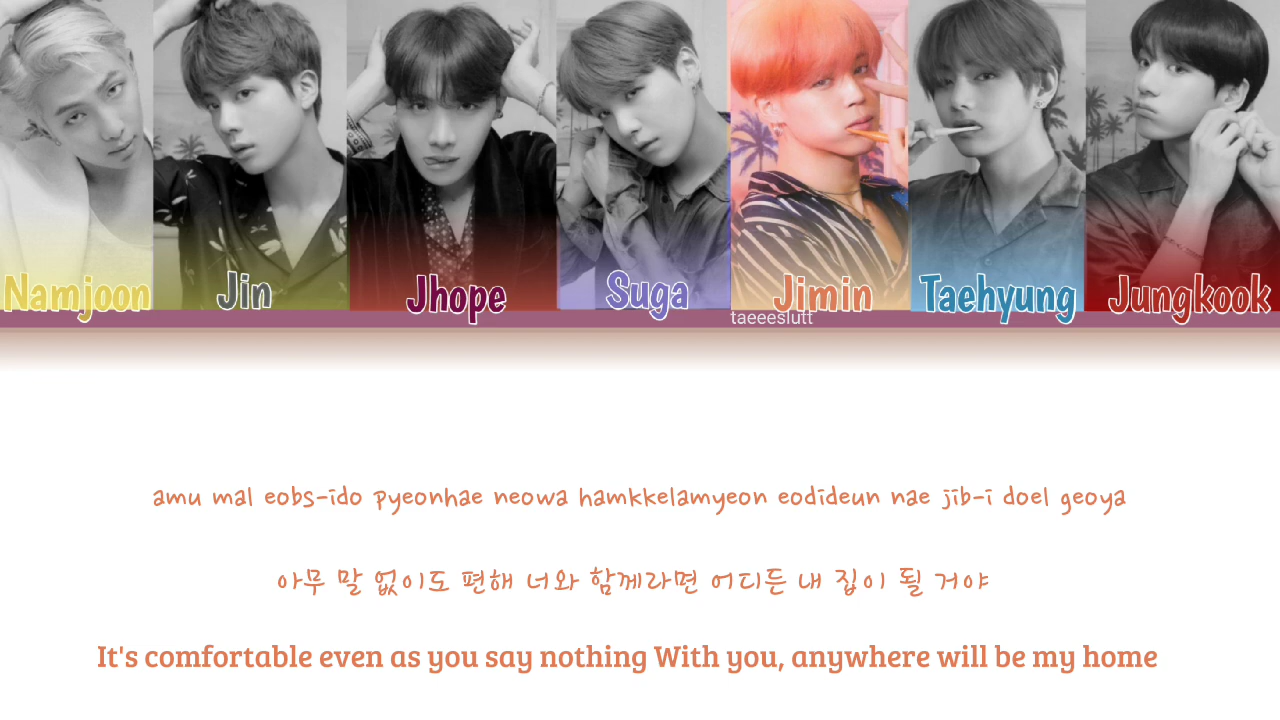 Namjoon Jin Jhope Suga Jimin Taehyung Jungkook
taeeeslutt
amu mal eobs-ido pyeonhae neowa hamkkelamyeon eodideun nae jib-i doel geoya
아무 말 없이도 편해 너와 함께라면 어디든 내 집이 될 거야
It's comfortable even as you say nothing With you, anywhere will be my home